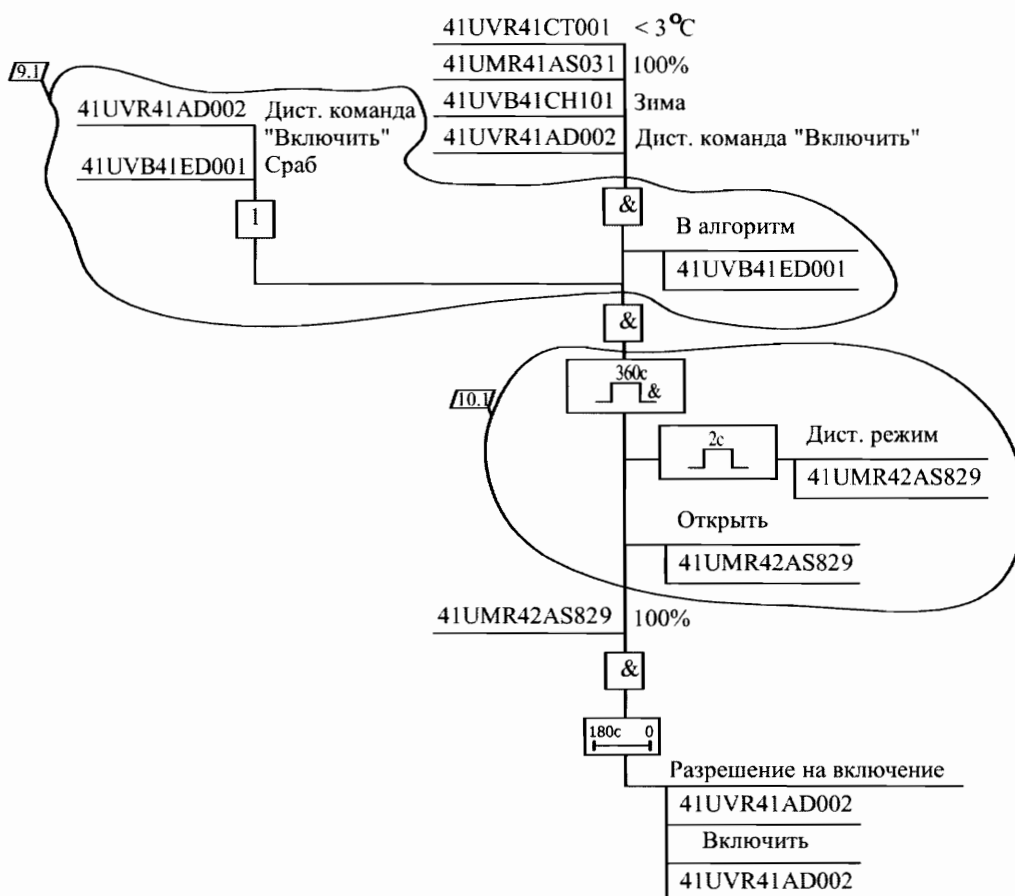 41UVR41CT001 < 3°C
41UMR41AS031 100%
9.1
41UVB41CH101 Зима
41UVR41AD002 Дист. команда
"Включить"
41UVR41AD002 Дист. команда "Включить"
41UVB41ED001 Сраб
1
&
В алгоритм
41UVB41ED001
&
360с
&
10.1
2с
Дист. режим
41UMR42AS829
Открыть
41UMR42AS829
41UMR42AS829 100%
&
180с 0
Разрешение на включение
41UVR41AD002
Включить
41UVR41AD002